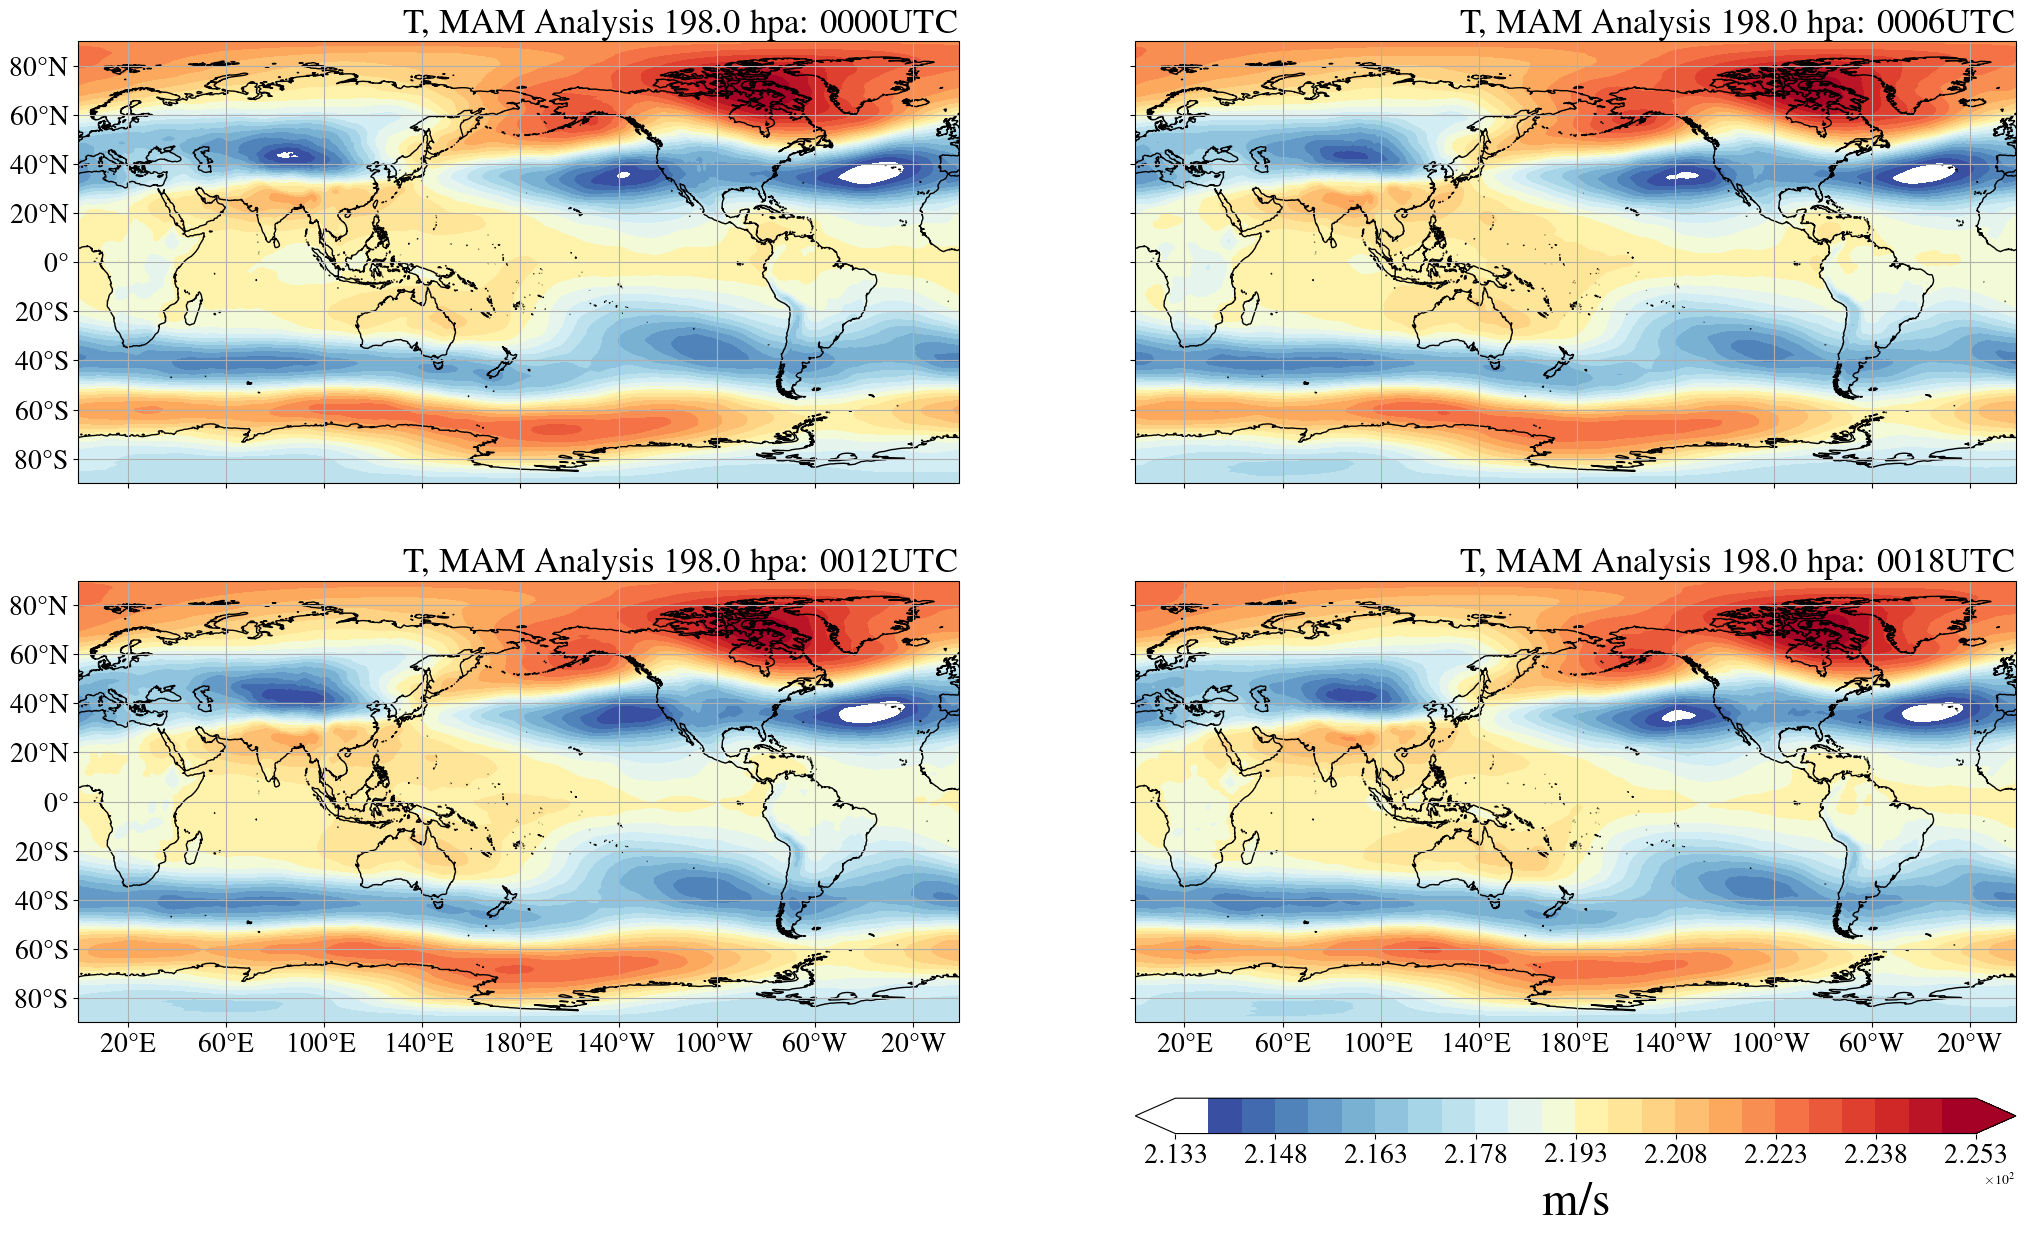 T, MAM Analysis 198.0 hpa: 0000UTC
T, MAM Analysis 198.0 hpa: 0006UTC
80°N
60°N
40°N
20°N
0°
20°S
40°S
60°S
80°S
T, MAM Analysis 198.0 hpa: 0012UTC
T, MAM Analysis 198.0 hpa: 0018UTC
80°N
60°N
40°N
20°N
0°
20°S
40°S
60°S
80°S
20°E 60°E 100°E 140°E 180°E 140°W 100°W 60°W 20°W
20°E 60°E 100°E 140°E 180°E 140°W 100°W 60°W 20°W
2.133 2.148 2.163 2.178 2.193 2.208 2.223 2.238 2.253
×10²
m/s